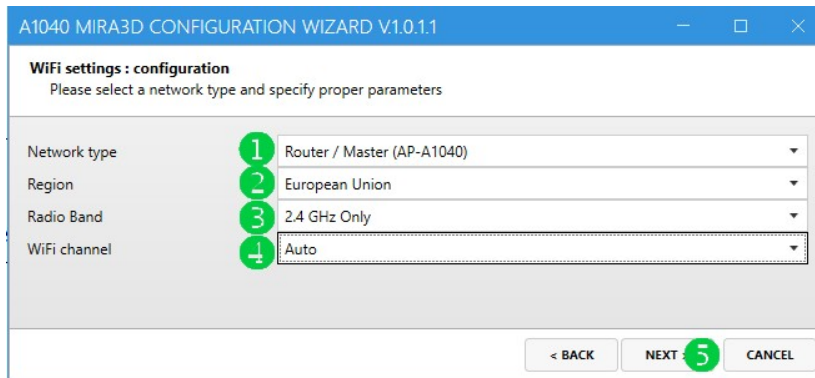 A1040 MIRA3D CONFIGURATION WIZARD V.1.0.1.1
WiFi settings : configuration
Please select a network type and specify proper parameters
Network type 1 Router / Master (AP-A1040)
Region 2 European Union
Radio Band 3 2.4 GHz Only
WiFi channel 4 Auto
< BACK NEXT > 5 CANCEL